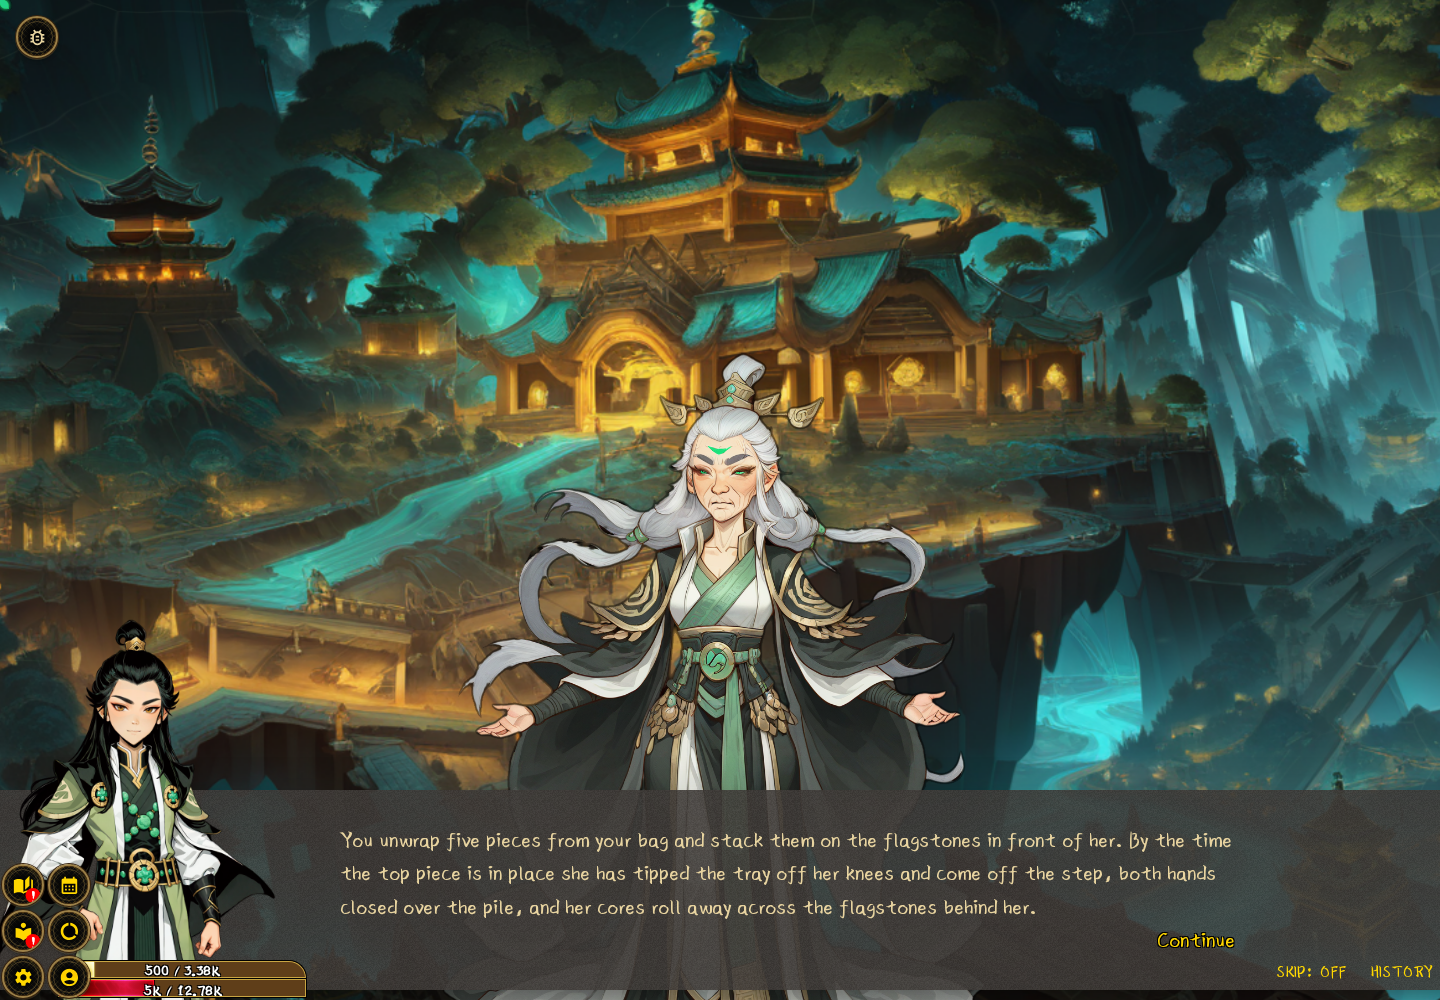 You unwrap five pieces from your bag and stack them on the flagstones in front of her. By the time
the top piece is in place she has tipped the tray off her knees and come off the step, both hands
closed over the pile, and her cores roll away across the flagstones behind her.
Continue
SKIP: OFF HISTORY
500 / 3.38K
5K / 12.78K